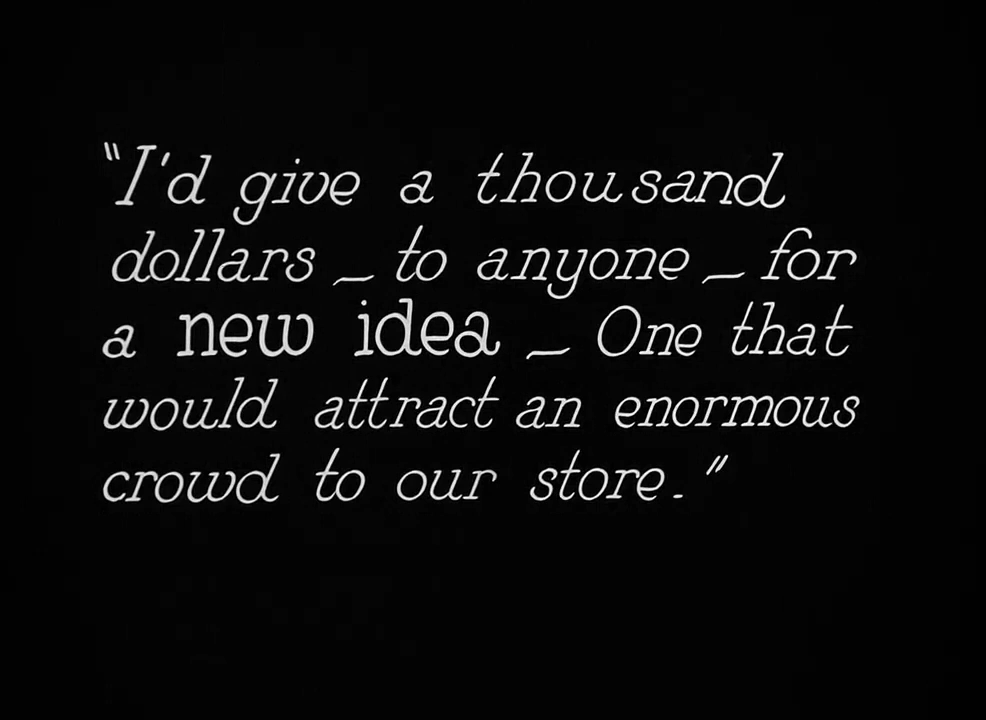 "I'd give a thousand
dollars _ to anyone _ for
a new idea _ One that
would attract an enormous
crowd to our store."